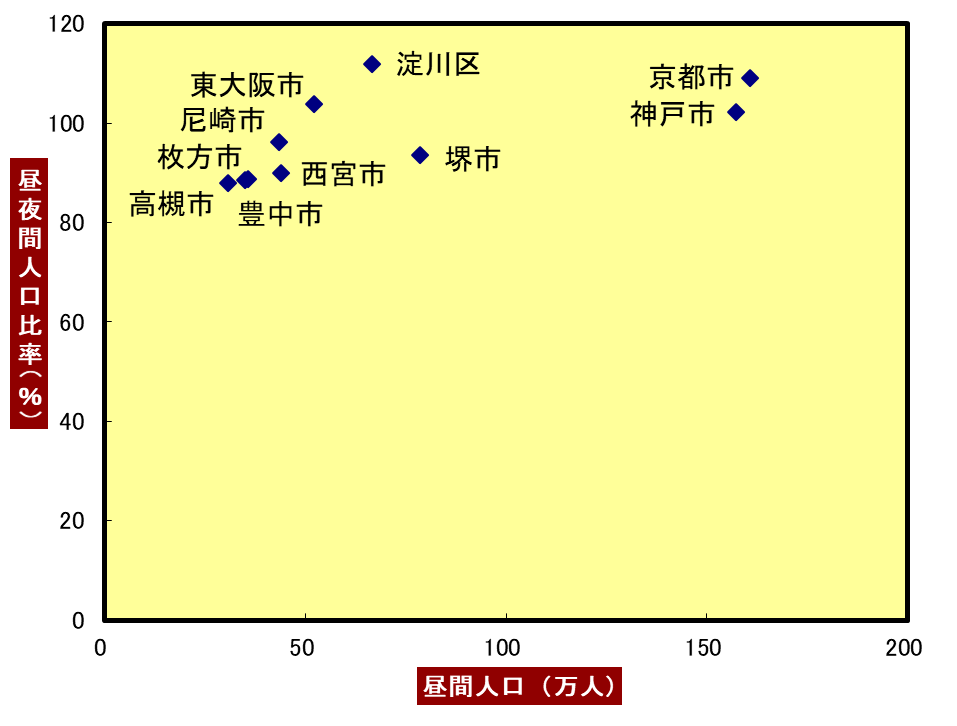 120
100
80
60
40
20
0
昼夜間人口比率（%）
淀川区
京都市
東大阪市
神戸市
尼崎市
枚方市
西宮市
堺市
高槻市
豊中市
0
50
100
150
200
昼間人口（万人）